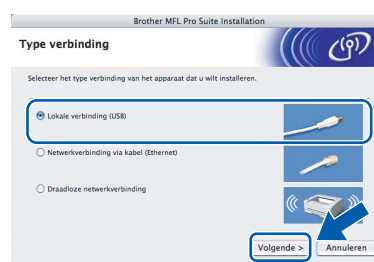 Brother MFL Pro Suite Installation
Type verbinding
Selecteer het type verbinding van het apparaat dat u wilt installeren.
Lokale verbinding (USB)
Netwerkverbinding via kabel (Ethernet)
Draadloze netwerkverbinding
Volgende >
Annuleren